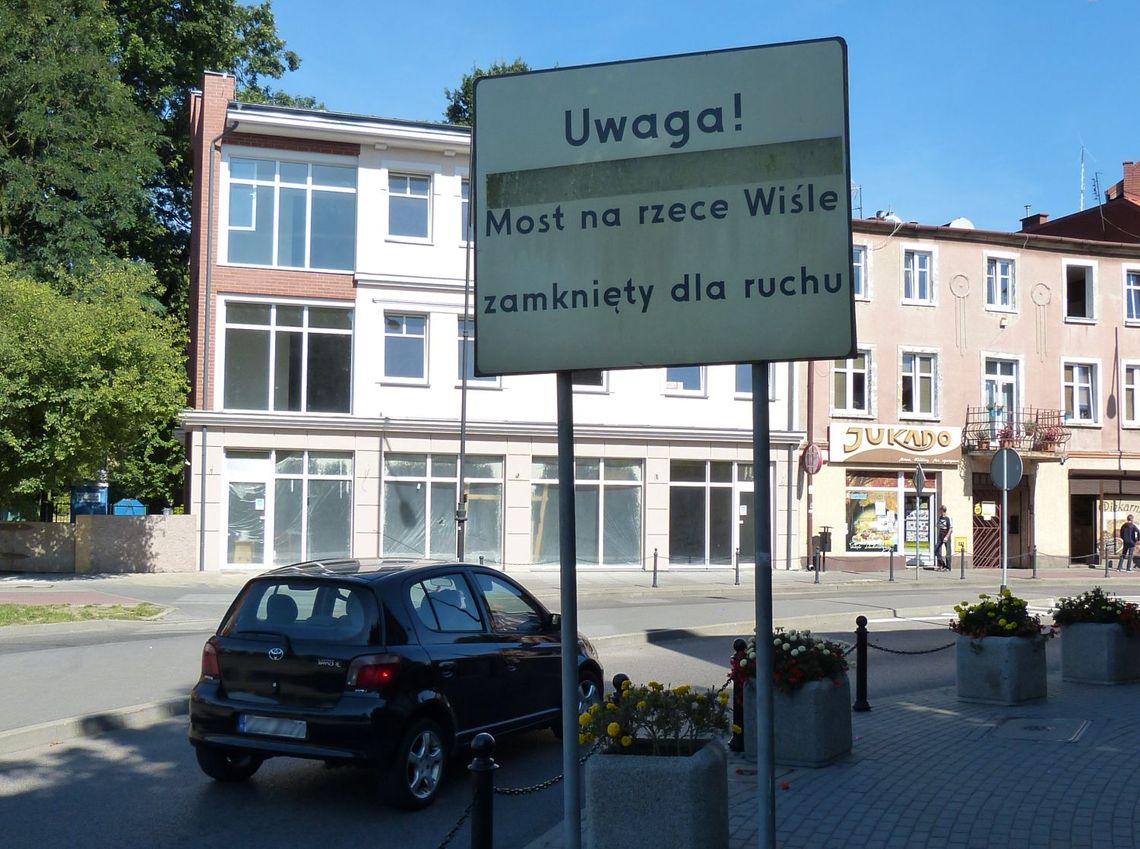 Uwaga!
Most na rzece Wiśle
zamknięty dla ruchu
JUKADO